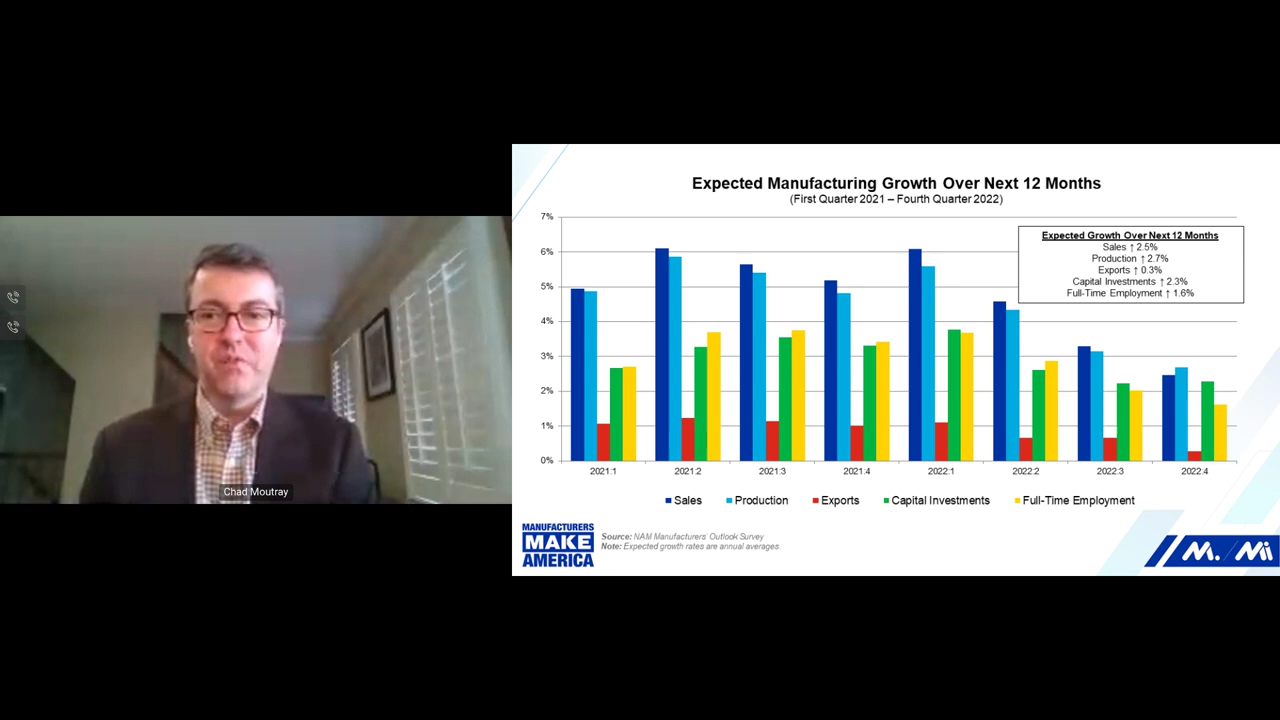 Chad Moutray
Expected Manufacturing Growth Over Next 12 Months
(First Quarter 2021 – Fourth Quarter 2022)
7%
6%
5%
4%
3%
2%
1%
0%
Expected Growth Over Next 12 Months
Sales ↑ 2.5%
Production ↑ 2.7%
Exports ↑ 0.3%
Capital Investments ↑ 2.3%
Full-Time Employment ↑ 1.6%
2021:1 2021:2 2021:3 2021:4 2022:1 2022:2 2022:3 2022:4
Sales Production Exports Capital Investments Full-Time Employment
MANUFACTURERS
MAKE
AMERICA
Source: NAM Manufacturers' Outlook Survey
Note: Expected growth rates are annual averages.
M. / Mi